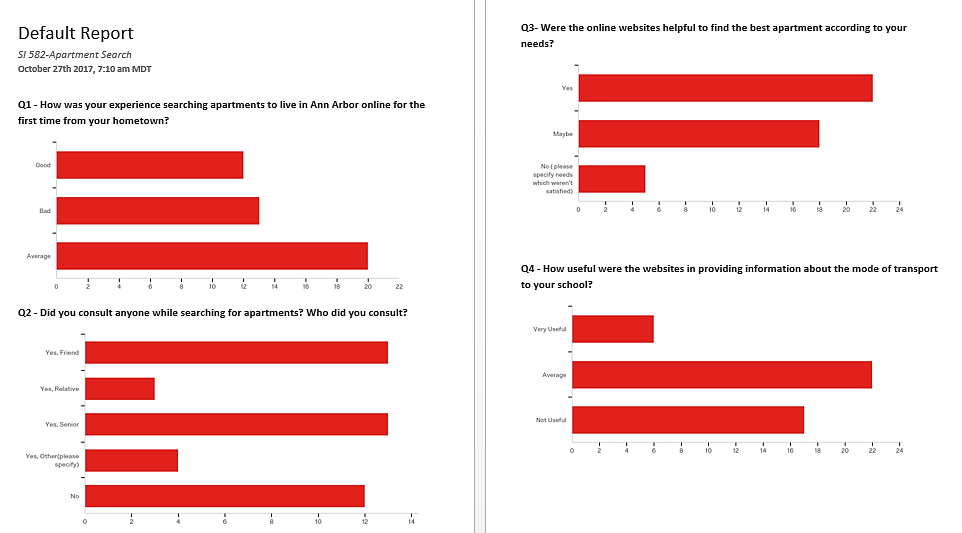 Default Report
SI 582-Apartment Search
October 27th 2017, 7:10 am MDT
Q1 - How was your experience searching apartments to live in Ann Arbor online for the
first time from your hometown?
Good
Bad
Average
0 2 4 6 8 10 12 14 16 18 20 22
Q2 - Did you consult anyone while searching for apartments? Who did you consult?
Yes, Friend
Yes, Relative
Yes, Senior
Yes, Other(please
specify)
No
0 2 4 6 8 10 12 14
Q3- Were the online websites helpful to find the best apartment according to your
needs?
Yes
Maybe
No ( please
specify needs
which weren't
satisfied)
0 2 4 6 8 10 12 14 16 18 20 22 24
Q4 - How useful were the websites in providing information about the mode of transport
to your school?
Very Useful
Average
Not Useful
0 2 4 6 8 10 12 14 16 18 20 22 24